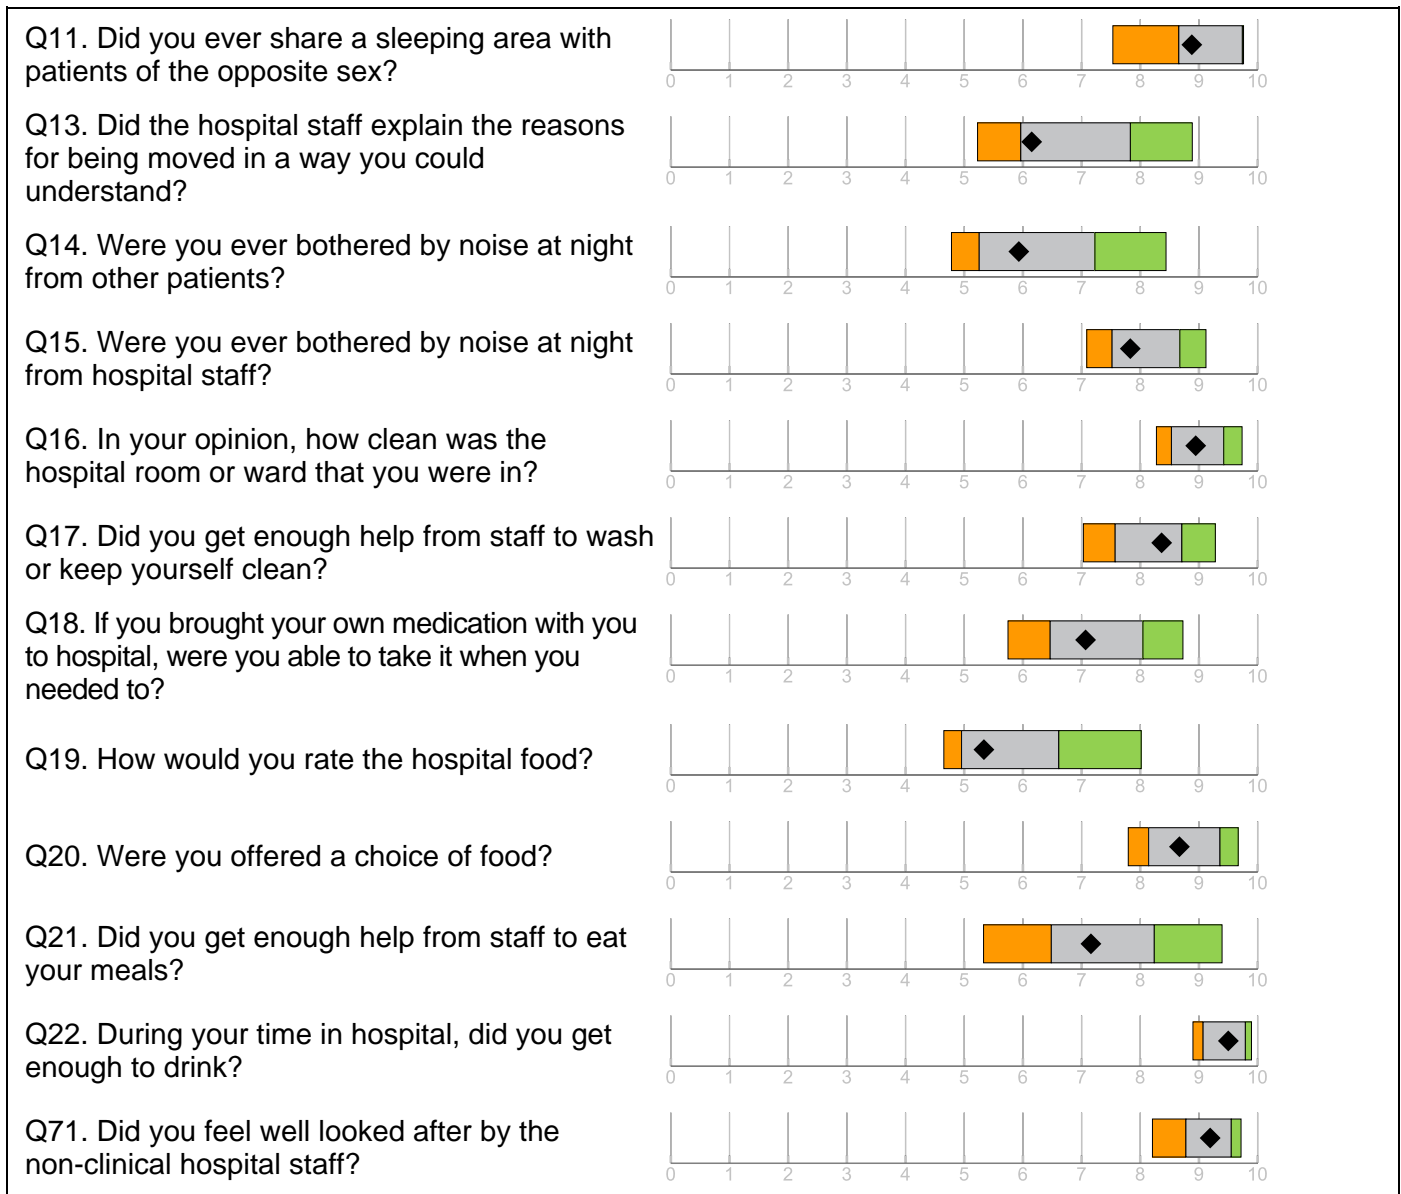 Q11. Did you ever share a sleeping area with
patients of the opposite sex?
0 1 2 3 4 5 6 7 8 9 10
Q13. Did the hospital staff explain the reasons
for being moved in a way you could
understand?
0 1 2 3 4 5 6 7 8 9 10
Q14. Were you ever bothered by noise at night
from other patients?
0 1 2 3 4 5 6 7 8 9 10
Q15. Were you ever bothered by noise at night
from hospital staff?
0 1 2 3 4 5 6 7 8 9 10
Q16. In your opinion, how clean was the
hospital room or ward that you were in?
0 1 2 3 4 5 6 7 8 9 10
Q17. Did you get enough help from staff to wash
or keep yourself clean?
0 1 2 3 4 5 6 7 8 9 10
Q18. If you brought your own medication with you
to hospital, were you able to take it when you
needed to?
0 1 2 3 4 5 6 7 8 9 10
Q19. How would you rate the hospital food?
0 1 2 3 4 5 6 7 8 9 10
Q20. Were you offered a choice of food?
0 1 2 3 4 5 6 7 8 9 10
Q21. Did you get enough help from staff to eat
your meals?
0 1 2 3 4 5 6 7 8 9 10
Q22. During your time in hospital, did you get
enough to drink?
0 1 2 3 4 5 6 7 8 9 10
Q71. Did you feel well looked after by the
non-clinical hospital staff?
0 1 2 3 4 5 6 7 8 9 10